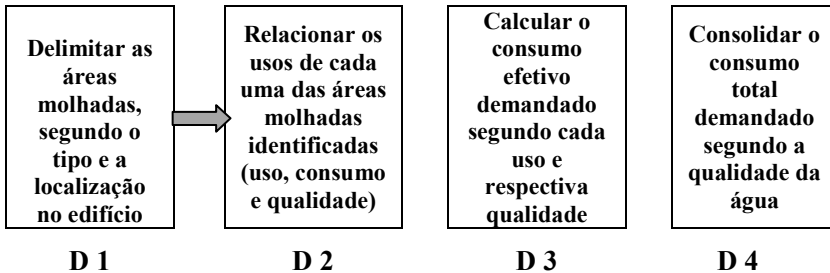 Delimitar as
áreas
molhadas,
segundo o
tipo e a
localização
no edifício
Relacionar os
usos de cada
uma das áreas
molhadas
identificadas
(uso, consumo
e qualidade)
Calcular o
consumo
efetivo
demandado
segundo cada
uso e
respectiva
qualidade
Consolidar o
consumo
total
demandado
segundo a
qualidade da
água
D 1
D 2
D 3
D 4